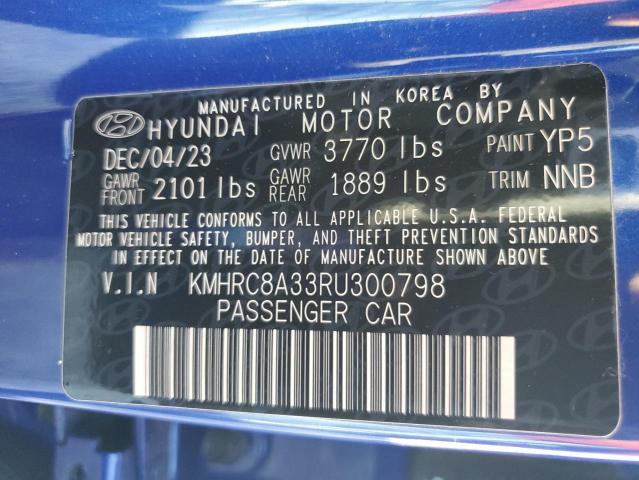 MANUFACTURED IN KOREA BY
HYUNDAI MOTOR COMPANY
DEC/04/23 GVWR 3770 lbs PAINT YP5
GAWR FRONT 2101 lbs GAWR REAR 1889 lbs TRIM NNB
THIS VEHICLE CONFORMS TO ALL APPLICABLE U.S.A. FEDERAL
MOTOR VEHICLE SAFETY, BUMPER, AND THEFT PREVENTION STANDARDS
IN EFFECT ON THE DATE OF MANUFACTURE SHOWN ABOVE
V.I.N KMHRC8A33RU300798
PASSENGER CAR